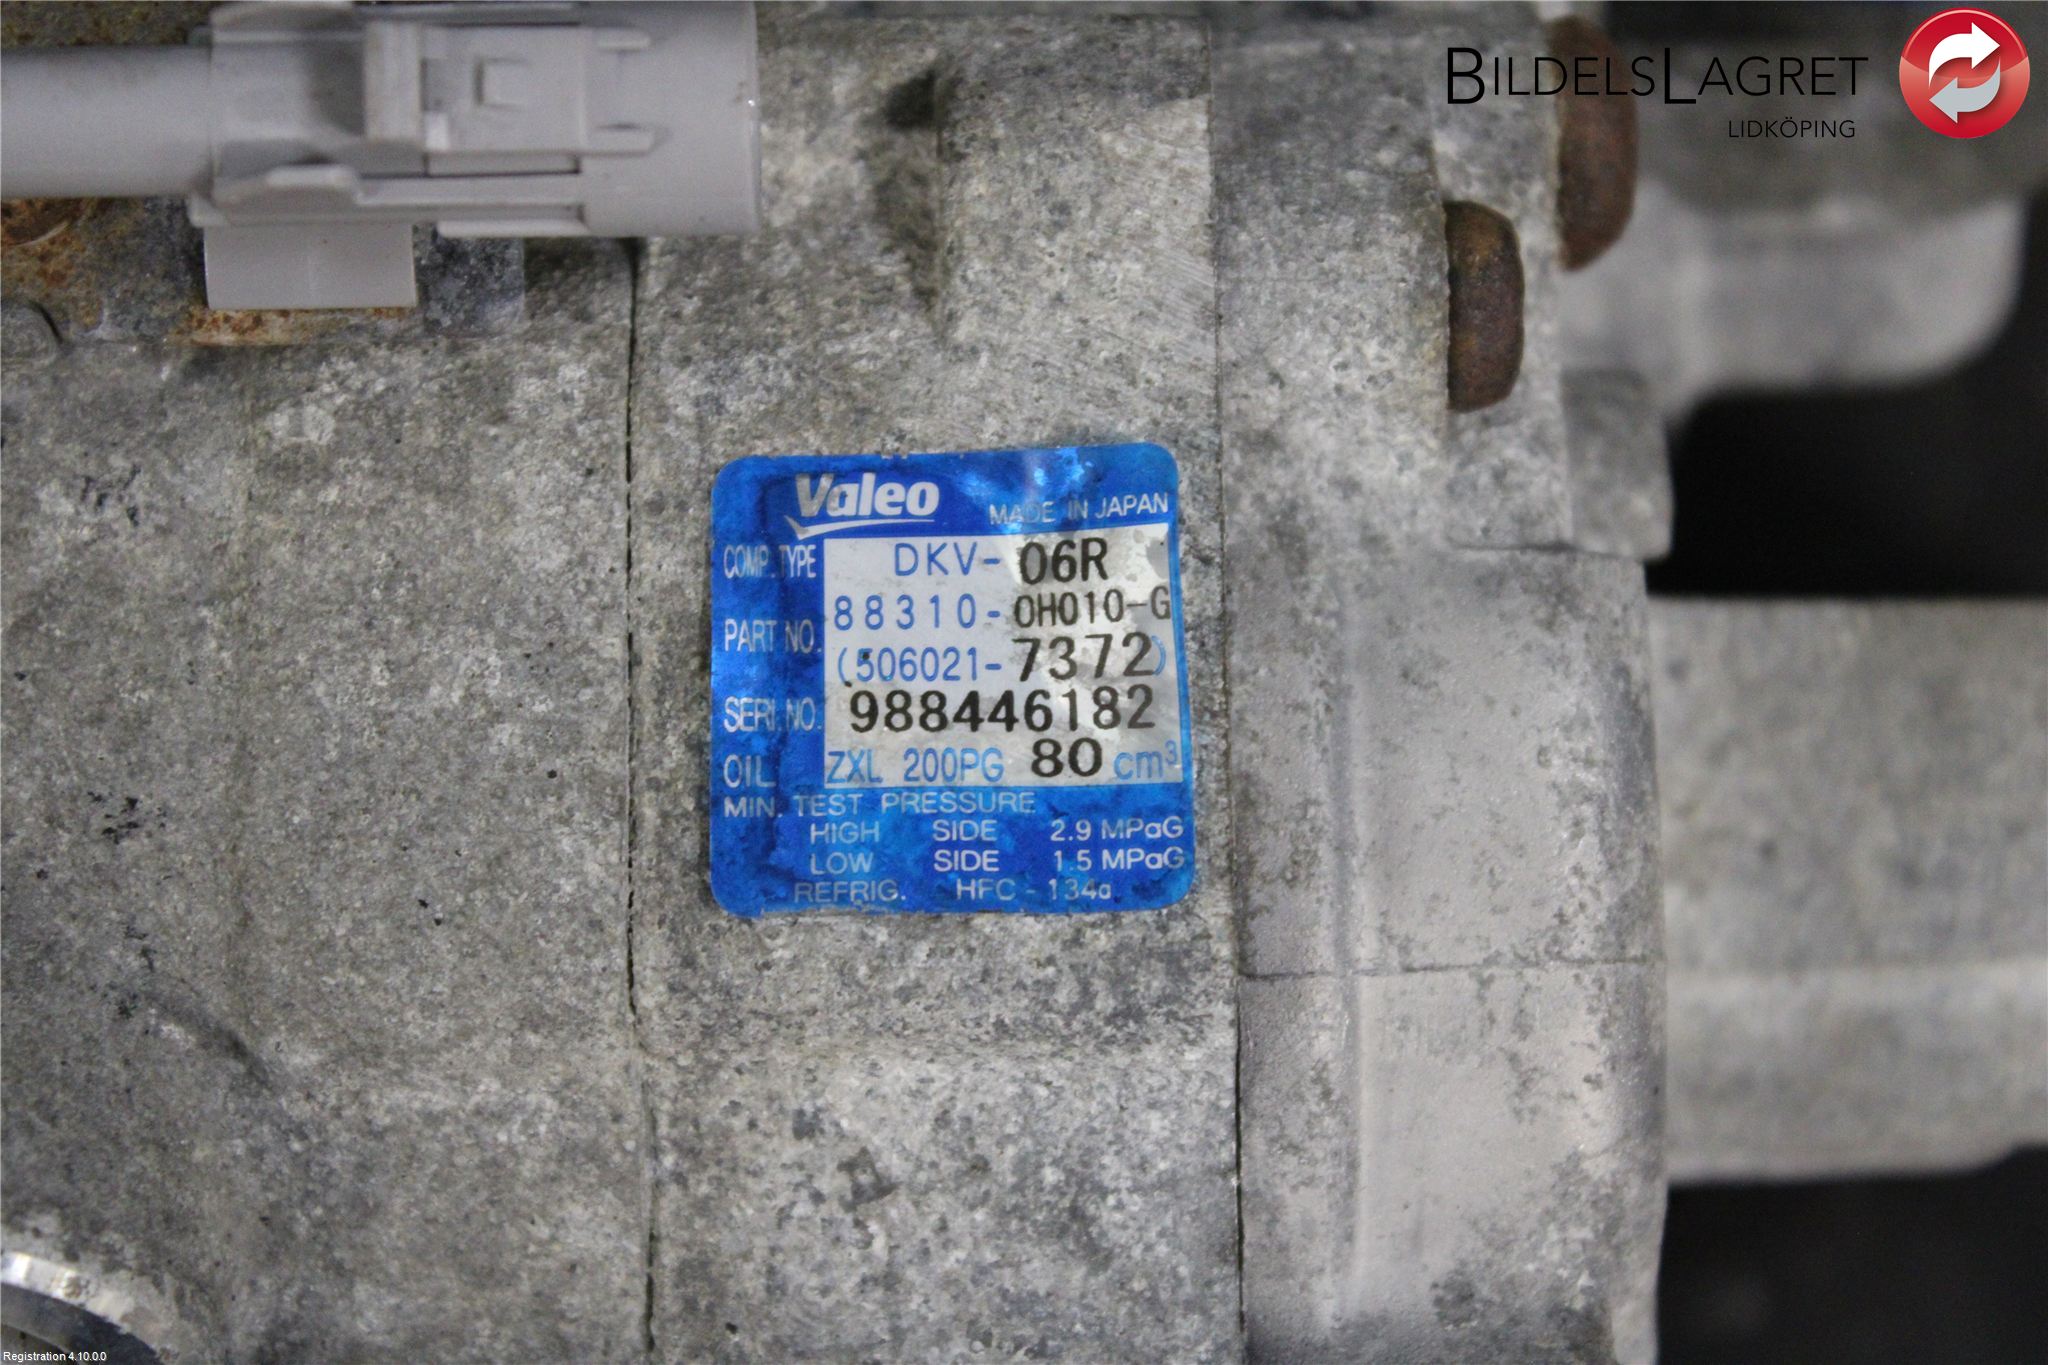 BILDELSLAGRET
LIDKÖPING
Valeo
MADE IN JAPAN
COMP. TYPE DKV-06R
PART NO. 88310-0H010-G
(506021-7372)
SERI.NO. 988446182
OIL ZXL 200PG 80 cm³
MIN. TEST PRESSURE
HIGH SIDE 2.9 MPaG
LOW SIDE 1.5 MPaG
REFRIG. HFC-134a
Registration 4.10.0.0